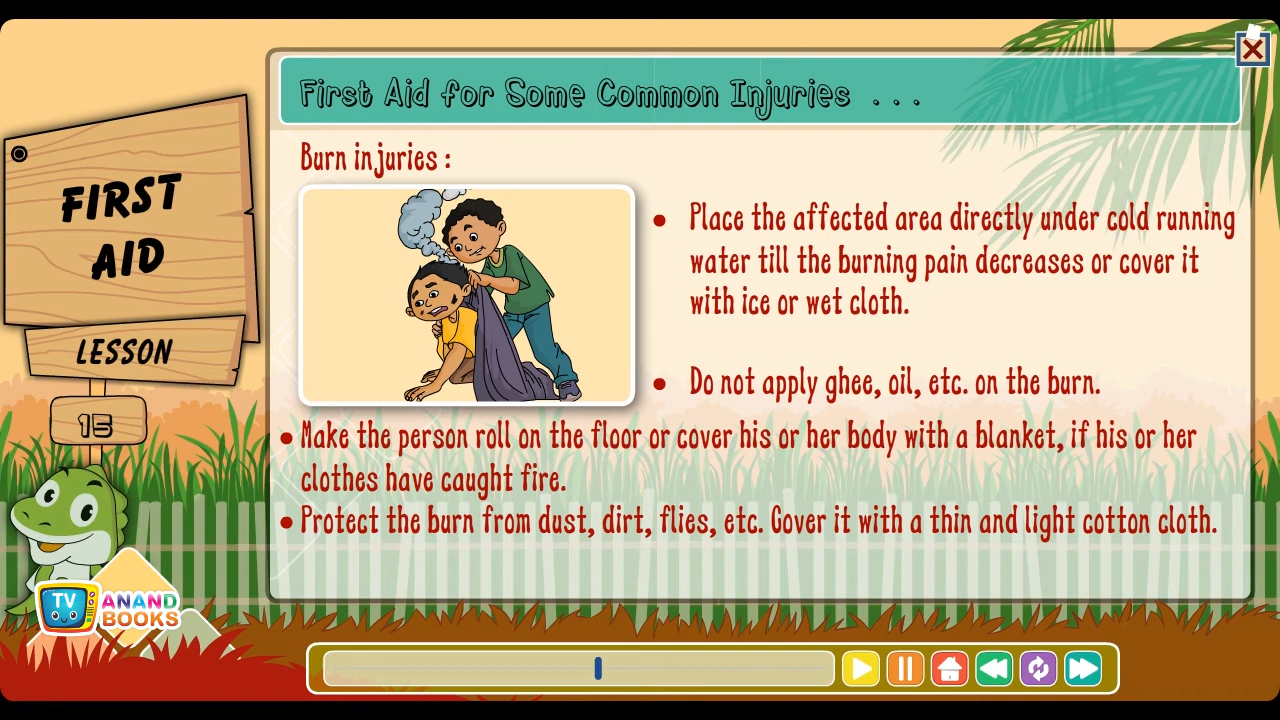 First Aid for Some Common Injuries . . .
FIRST
AID
LESSON
15
Burn injuries :
• Place the affected area directly under cold running
water till the burning pain decreases or cover it
with ice or wet cloth.
• Do not apply ghee, oil, etc. on the burn.
• Make the person roll on the floor or cover his or her body with a blanket, if his or her
clothes have caught fire.
• Protect the burn from dust, dirt, flies, etc. Cover it with a thin and light cotton cloth.
TV
ANAND
BOOKS